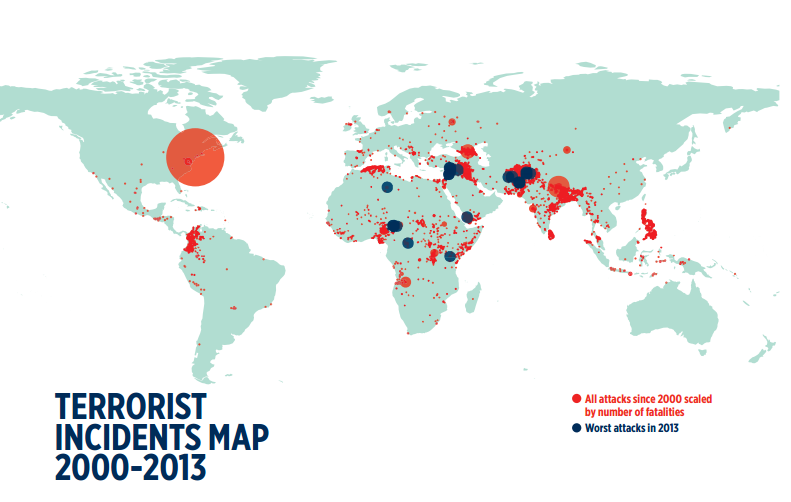 TERRORIST
INCIDENTS MAP
2000-2013
All attacks since 2000 scaled
by number of fatalities
Worst attacks in 2013